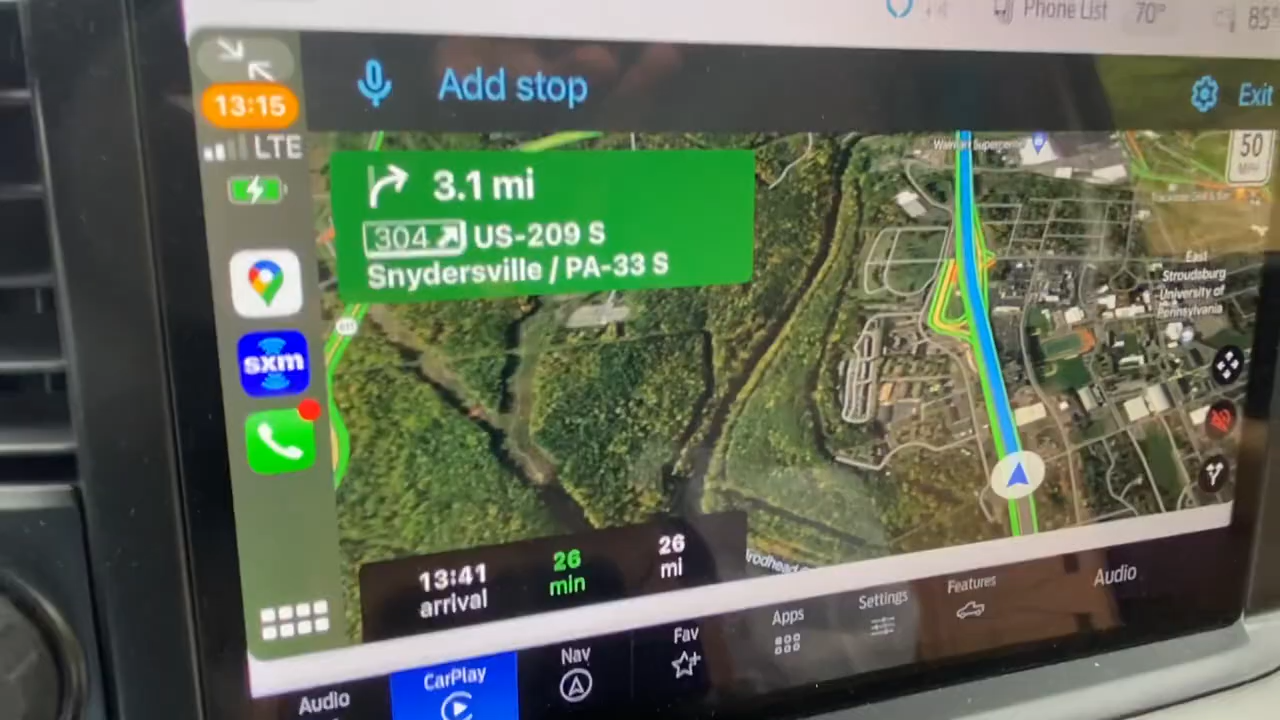 Phone List 70° 85°
13:15
Add stop
Exit
LTE
50
MPH
3.1 mi
304 US-209 S
Snydersville / PA-33 S
611
East
Stroudsburg
University of
Pennsylvania
sxm
13:41
arrival
26
min
26
mi
Audio
CarPlay
Nav
Fav
Apps
Settings
Features
Audio